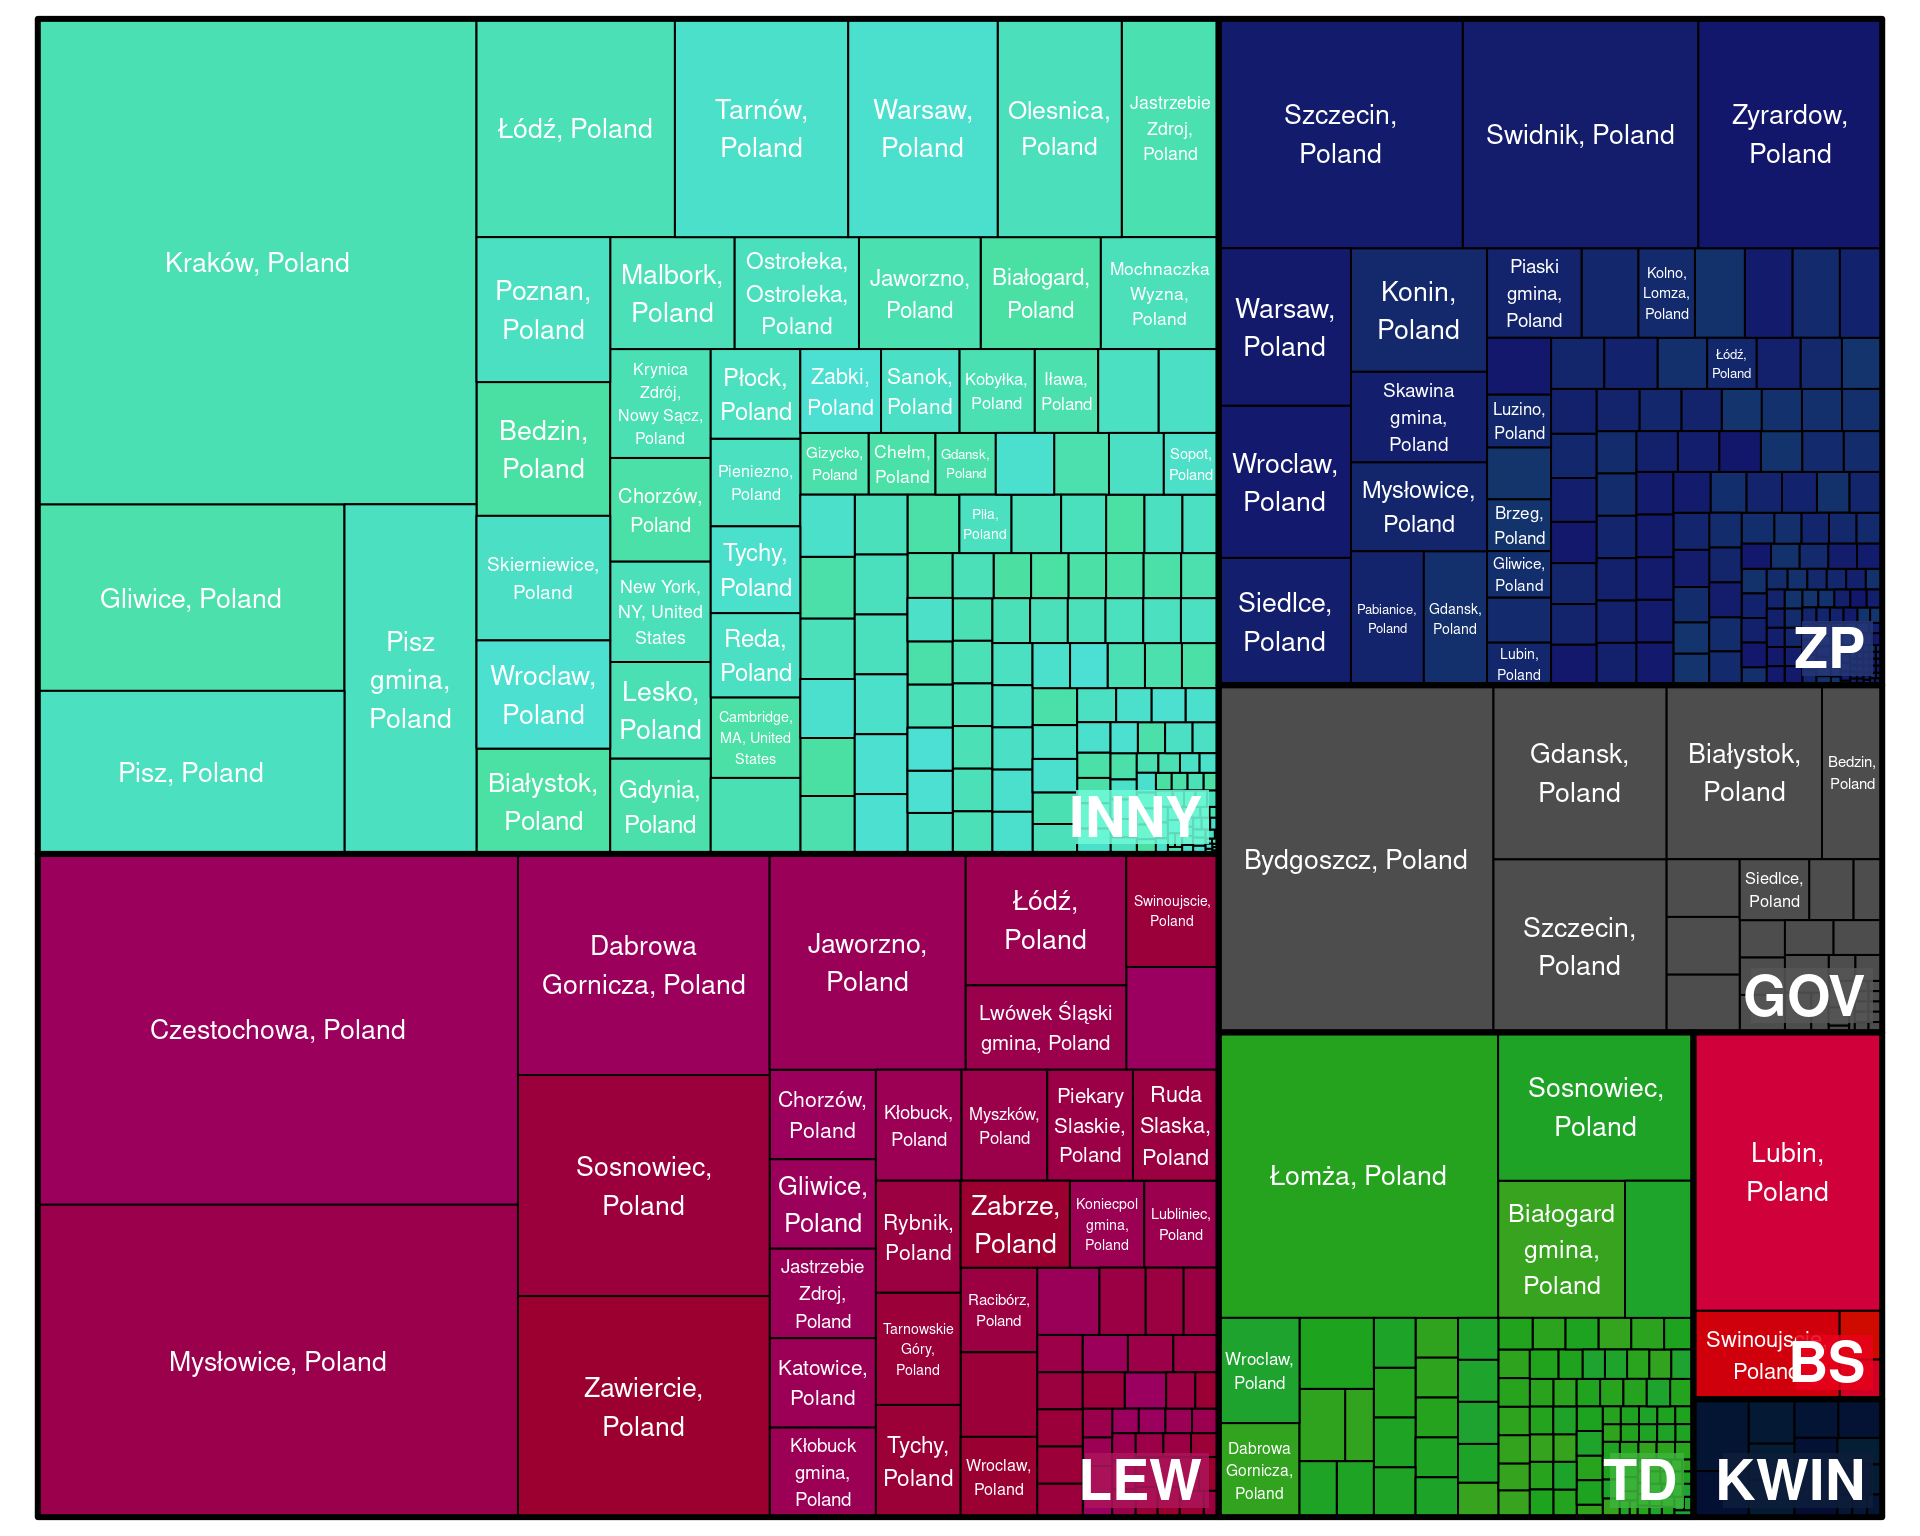 Kraków, Poland
Gliwice, Poland
Pisz, Poland
Pisz
gmina,
Poland
Łódź, Poland
Tarnów,
Poland
Warsaw,
Poland
Olesnica,
Poland
Jastrzebie
Zdroj,
Poland
Poznan,
Poland
Bedzin,
Poland
Skierniewice,
Poland
Wroclaw,
Poland
Białystok,
Poland
Malbork,
Poland
Ostrołeka,
Ostroleka,
Poland
Jaworzno,
Poland
Białogard,
Poland
Mochnaczka
Wyzna,
Poland
Krynica
Zdrój,
Nowy Sącz,
Poland
Chorzów,
Poland
New York,
NY, United
States
Lesko,
Poland
Gdynia,
Poland
Płock,
Poland
Pieniezno,
Poland
Tychy,
Poland
Reda,
Poland
Cambridge,
MA, United
States
Zabki,
Poland
Sanok,
Poland
Kobyłka,
Poland
Iława,
Poland
Gizycko,
Poland
Chełm,
Poland
Gdansk,
Poland
Sopot,
Poland
Piła,
Poland
INNY
Czestochowa, Poland
Mysłowice, Poland
Dabrowa
Gornicza, Poland
Sosnowiec,
Poland
Zawiercie,
Poland
Jaworzno,
Poland
Łódź,
Poland
Lwówek Śląski
gmina, Poland
Swinoujscie,
Poland
Chorzów,
Poland
Gliwice,
Poland
Jastrzebie
Zdroj,
Poland
Katowice,
Poland
Kłobuck
gmina,
Poland
Kłobuck,
Poland
Myszków,
Poland
Piekary
Slaskie,
Poland
Ruda
Slaska,
Poland
Rybnik,
Poland
Tarnowskie
Góry,
Poland
Tychy,
Poland
Zabrze,
Poland
Koniecpol
gmina,
Poland
Lubliniec,
Poland
Racibórz,
Poland
Wroclaw,
Poland
LEW
Szczecin,
Poland
Swidnik, Poland
Zyrardow,
Poland
Warsaw,
Poland
Wroclaw,
Poland
Siedlce,
Poland
Konin,
Poland
Skawina
gmina,
Poland
Mysłowice,
Poland
Pabianice,
Poland
Gdansk,
Poland
Piaski
gmina,
Poland
Kolno,
Lomza,
Poland
Łódź,
Poland
Luzino,
Poland
Brzeg,
Poland
Gliwice,
Poland
Lubin,
Poland
ZP
Bydgoszcz, Poland
Gdansk,
Poland
Szczecin,
Poland
Białystok,
Poland
Bedzin,
Poland
Siedlce,
Poland
GOV
Łomża, Poland
Sosnowiec,
Poland
Białogard
gmina,
Poland
Wroclaw,
Poland
Dabrowa
Gornicza,
Poland
TD
Lubin,
Poland
Swinoujscie
Poland
BS
KWIN